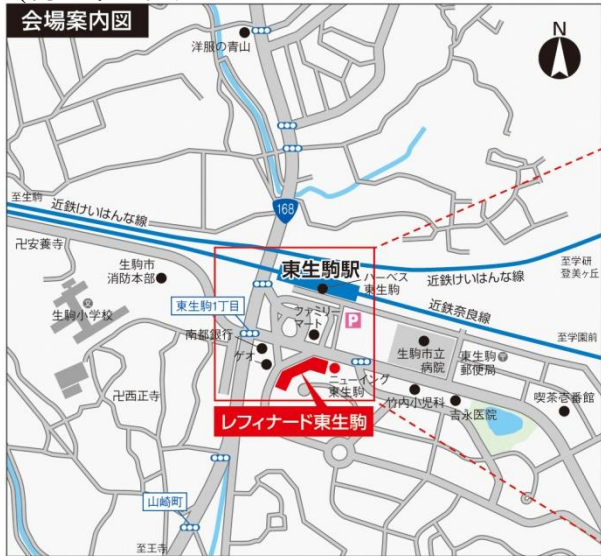 会場案内図
N
洋服の青山
至生駒
近鉄けいはんな線
168
卍安養寺
生駒市
消防本部
東生駒駅
ハーベス
東生駒
近鉄けいはんな線
至学研
登美ヶ丘
生駒小学校
文
東生駒1丁目
ファミリー
マート
P
近鉄奈良線
至学園前
南都銀行
ゲオ
生駒市立
病院
東生駒
郵便局
ニューイング
東生駒
卍西正寺
竹内小児科
喫茶壱番館
吉永医院
レフィナード東生駒
山崎町
至王寺